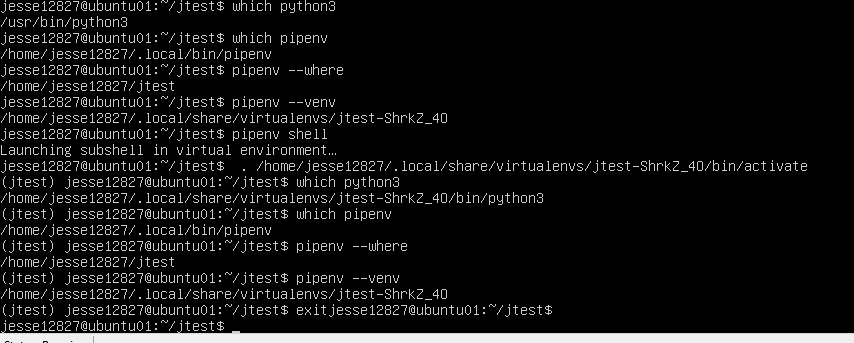 jesse12827@ubuntu01:~/jtest$ which python3
/usr/bin/python3
jesse12827@ubuntu01:~/jtest$ which pipenv
/home/jesse12827/.local/bin/pipenv
jesse12827@ubuntu01:~/jtest$ pipenv --where
/home/jesse12827/jtest
jesse12827@ubuntu01:~/jtest$ pipenv --venv
/home/jesse12827/.local/share/virtualenvs/jtest-ShrkZ_4O
jesse12827@ubuntu01:~/jtest$ pipenv shell
Launching subshell in virtual environment…
jesse12827@ubuntu01:~/jtest$  . /home/jesse12827/.local/share/virtualenvs/jtest-ShrkZ_4O/bin/activate
(jtest) jesse12827@ubuntu01:~/jtest$ which python3
/home/jesse12827/.local/share/virtualenvs/jtest-ShrkZ_4O/bin/python3
(jtest) jesse12827@ubuntu01:~/jtest$ which pipenv
/home/jesse12827/.local/bin/pipenv
(jtest) jesse12827@ubuntu01:~/jtest$ pipenv --where
/home/jesse12827/jtest
(jtest) jesse12827@ubuntu01:~/jtest$ pipenv --venv
/home/jesse12827/.local/share/virtualenvs/jtest-ShrkZ_4O
(jtest) jesse12827@ubuntu01:~/jtest$ exitjesse12827@ubuntu01:~/jtest$
jesse12827@ubuntu01:~/jtest$ _